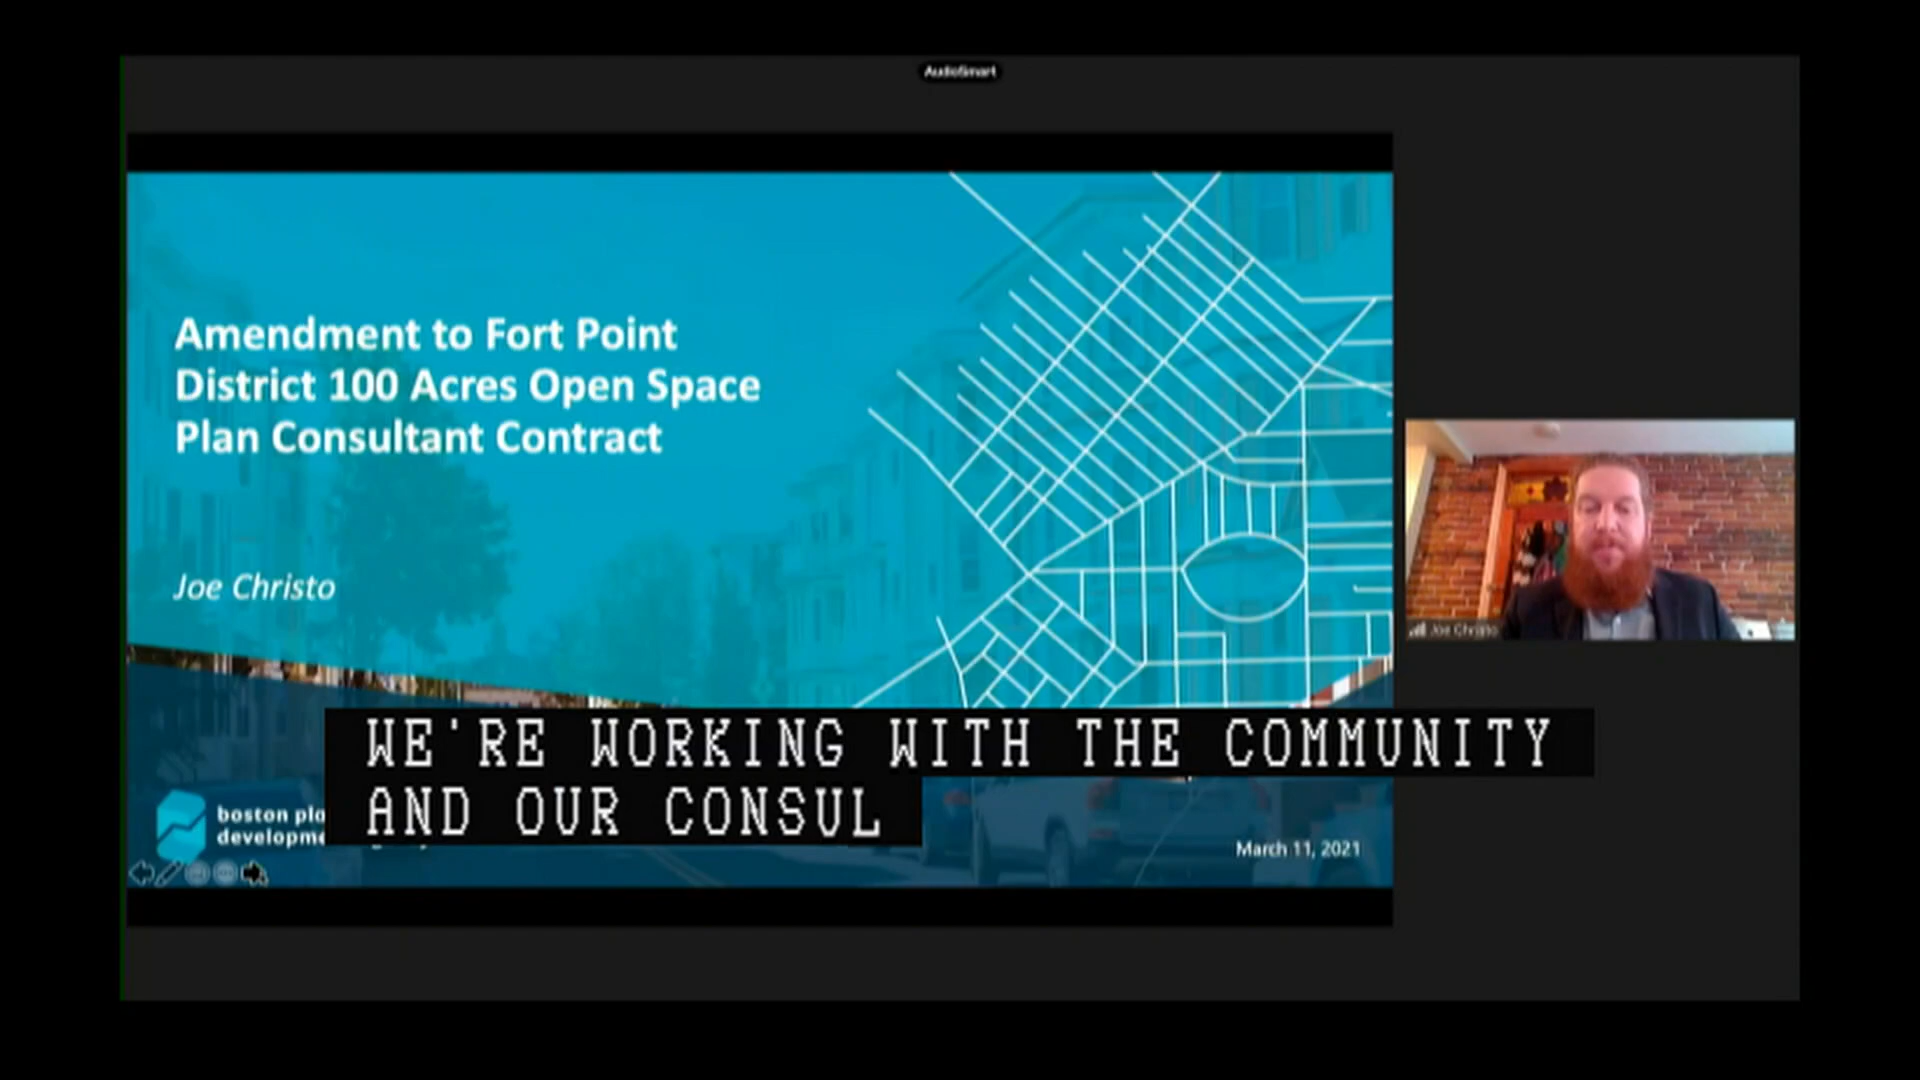 AudioSmart
Amendment to Fort Point
District 100 Acres Open Space
Plan Consultant Contract
Joe Christo
Joe Christo
WE'RE WORKING WITH THE COMMUNITY
AND OUR CONSUL
boston pla
developme
March 11, 2021